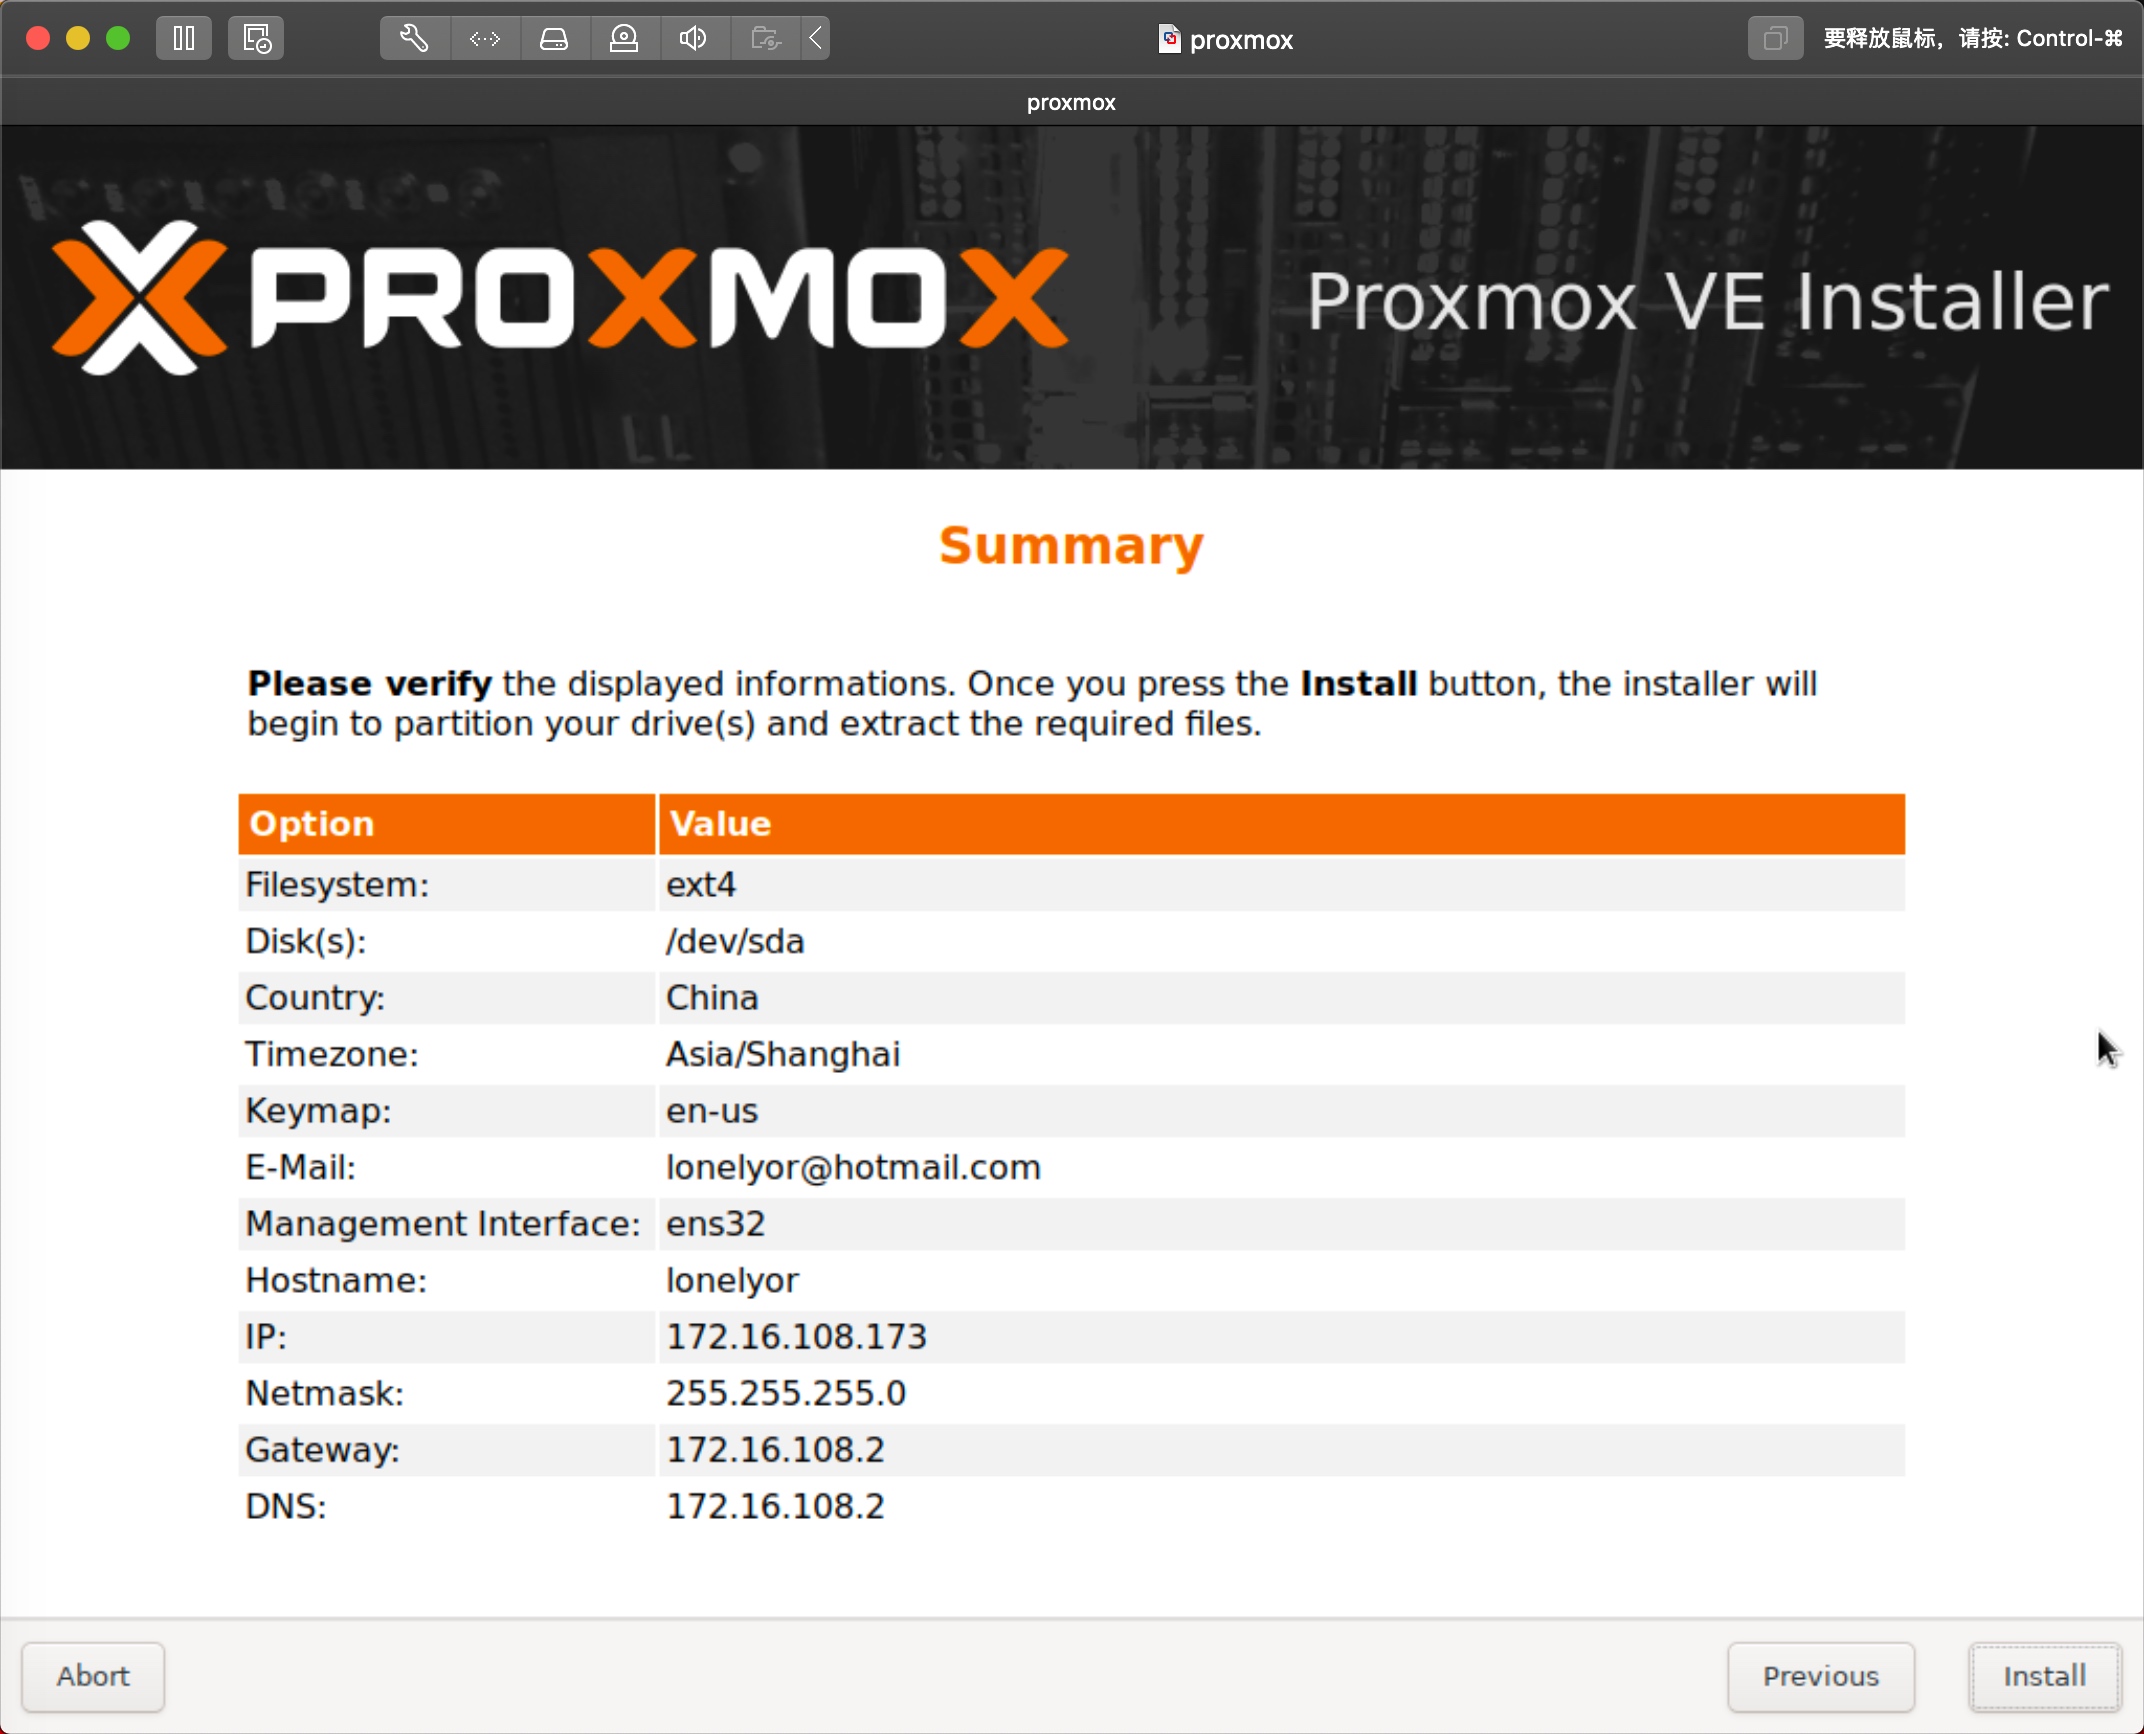 proxmox
要释放鼠标，请按: Control-⌘
proxmox
PROXMOX
Proxmox VE Installer
Summary
Please verify the displayed informations. Once you press the Install button, the installer will
begin to partition your drive(s) and extract the required files.
Option Value
Filesystem: ext4
Disk(s): /dev/sda
Country: China
Timezone: Asia/Shanghai
Keymap: en-us
E-Mail: lonelyor@hotmail.com
Management Interface: ens32
Hostname: lonelyor
IP: 172.16.108.173
Netmask: 255.255.255.0
Gateway: 172.16.108.2
DNS: 172.16.108.2
Abort Previous Install